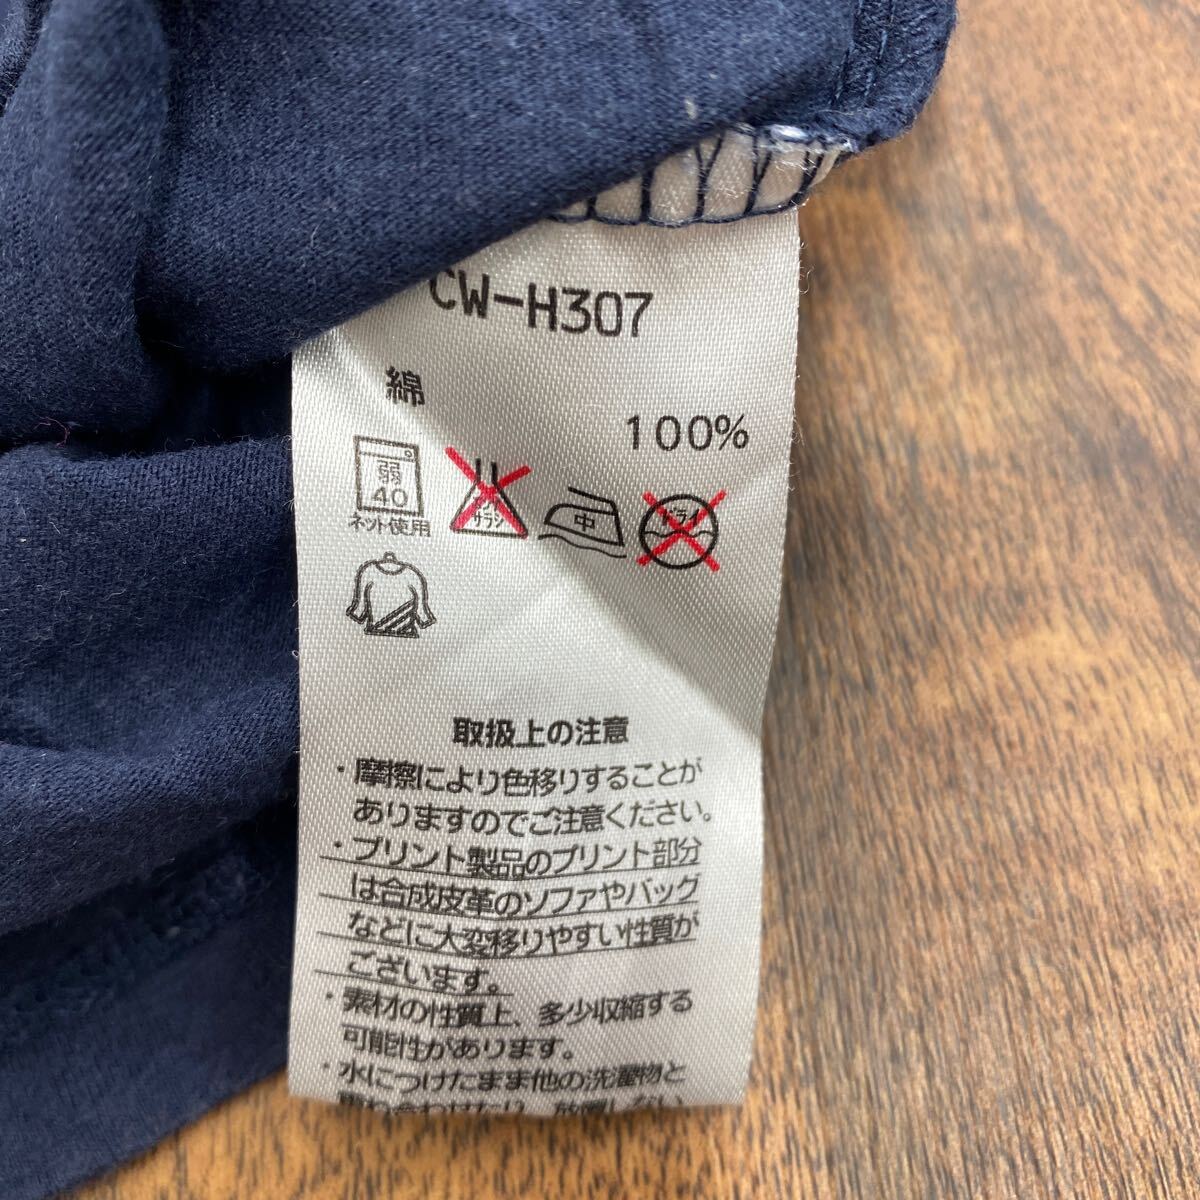 CW-H307
綿
100%
弱
40
ネット使用
サラシ
中
ドライ
取扱上の注意
・摩擦により色移りすることが
ありますのでご注意ください。
・プリント製品のプリント部分
は合成皮革のソファやバッグ
などに大変移りやすい性質が
ございます。
・素材の性質上、多少収縮する
可能性があります。
・水につけたまま他の洗濯物と